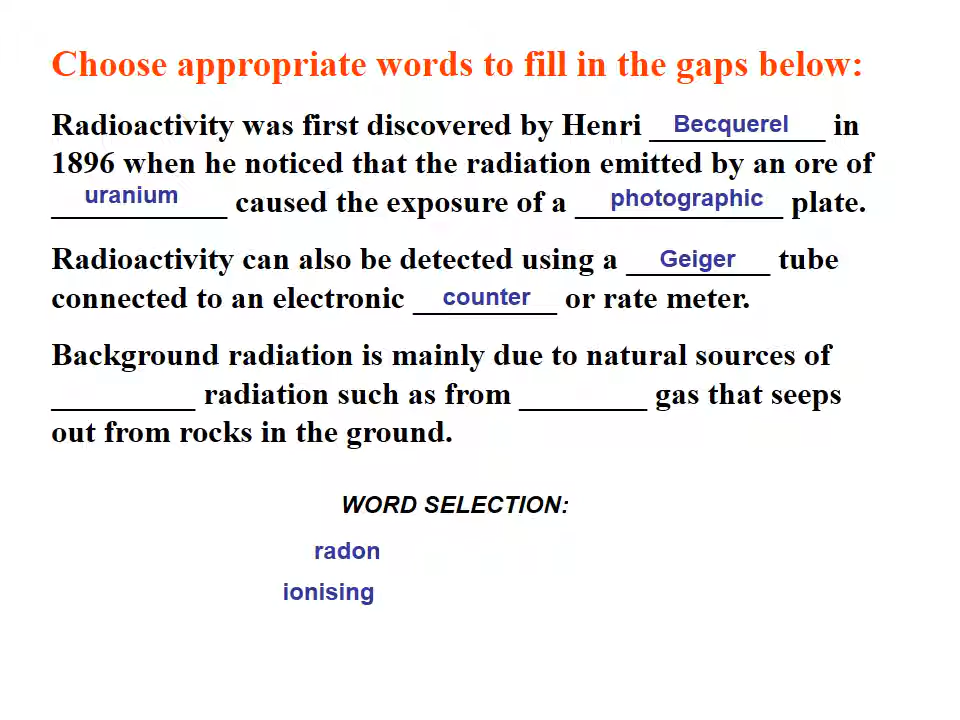 Choose appropriate words to fill in the gaps below:
Radioactivity was first discovered by Henri Becquerel in
1896 when he noticed that the radiation emitted by an ore of
uranium caused the exposure of a photographic plate.
Radioactivity can also be detected using a Geiger tube
connected to an electronic counter or rate meter.
Background radiation is mainly due to natural sources of
_________ radiation such as from ________ gas that seeps
out from rocks in the ground.
WORD SELECTION:
radon
ionising